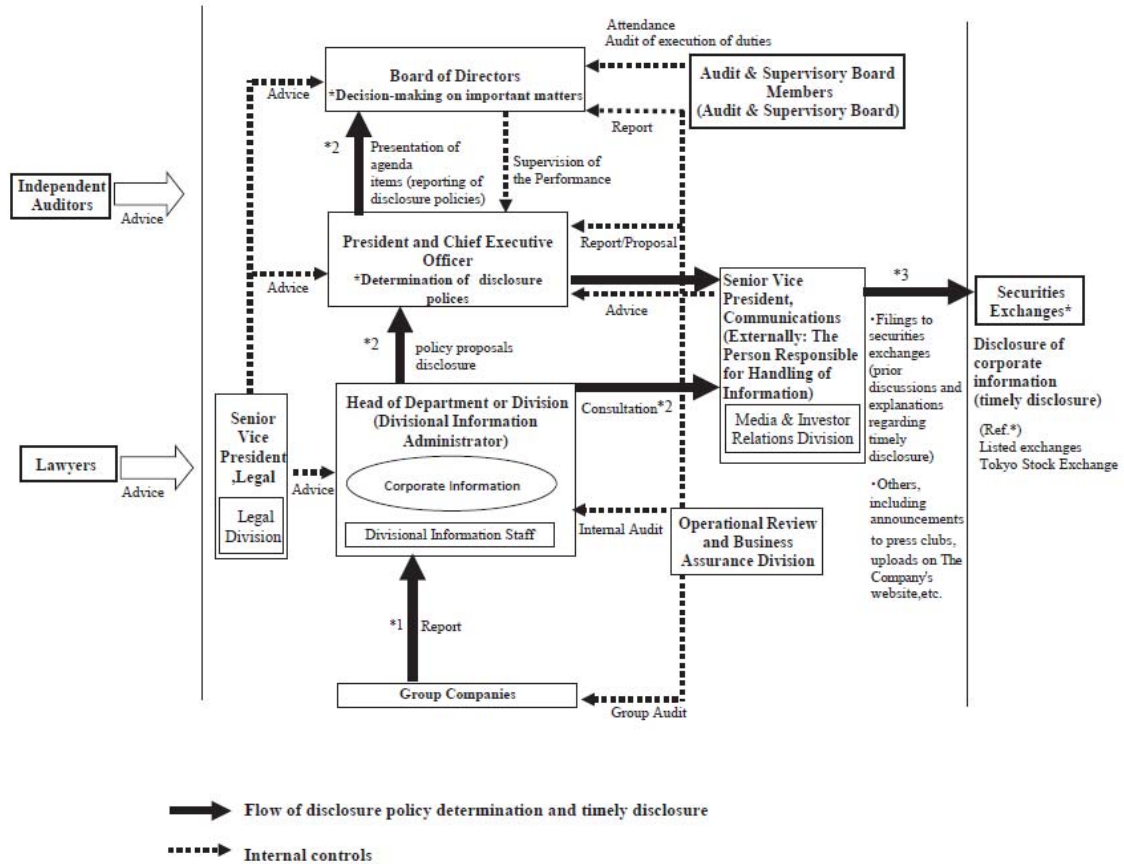 Attendance
Audit of execution of duties
Board of Directors
*Decision-making on important matters
Audit & Supervisory Board
Members
(Audit & Supervisory Board)
Advice
Report
*2
Presentation of
agenda
items (reporting of
disclosure policies)
Supervision of
the Performance
Independent
Auditors
Advice
President and Chief Executive
Officer
*Determination of disclosure
polices
Report/Proposal
Advice
Advice
Senior Vice
President,
Communications
(Externally: The
Person Responsible
for Handling of
Information)
Media & Investor
Relations Division
*3
・Filings to
securities
exchanges
(prior
discussions and
explanations
regarding
timely
disclosure)
・Others,
including
announcements
to press clubs,
uploads on The
Company's
website,etc.
Securities
Exchanges*
Disclosure of
corporate
information
(timely disclosure)
(Ref.*)
Listed exchanges
Tokyo Stock Exchange
*2
policy proposals
disclosure
Head of Department or Division
(Divisional Information
Administrator)
Corporate Information
Divisional Information Staff
Consultation*2
Senior
Vice
President
,Legal
Legal
Division
Advice
Lawyers
Advice
Internal Audit
Operational Review
and Business
Assurance Division
*1
Report
Group Companies
Group Audit
Flow of disclosure policy determination and timely disclosure
Internal controls